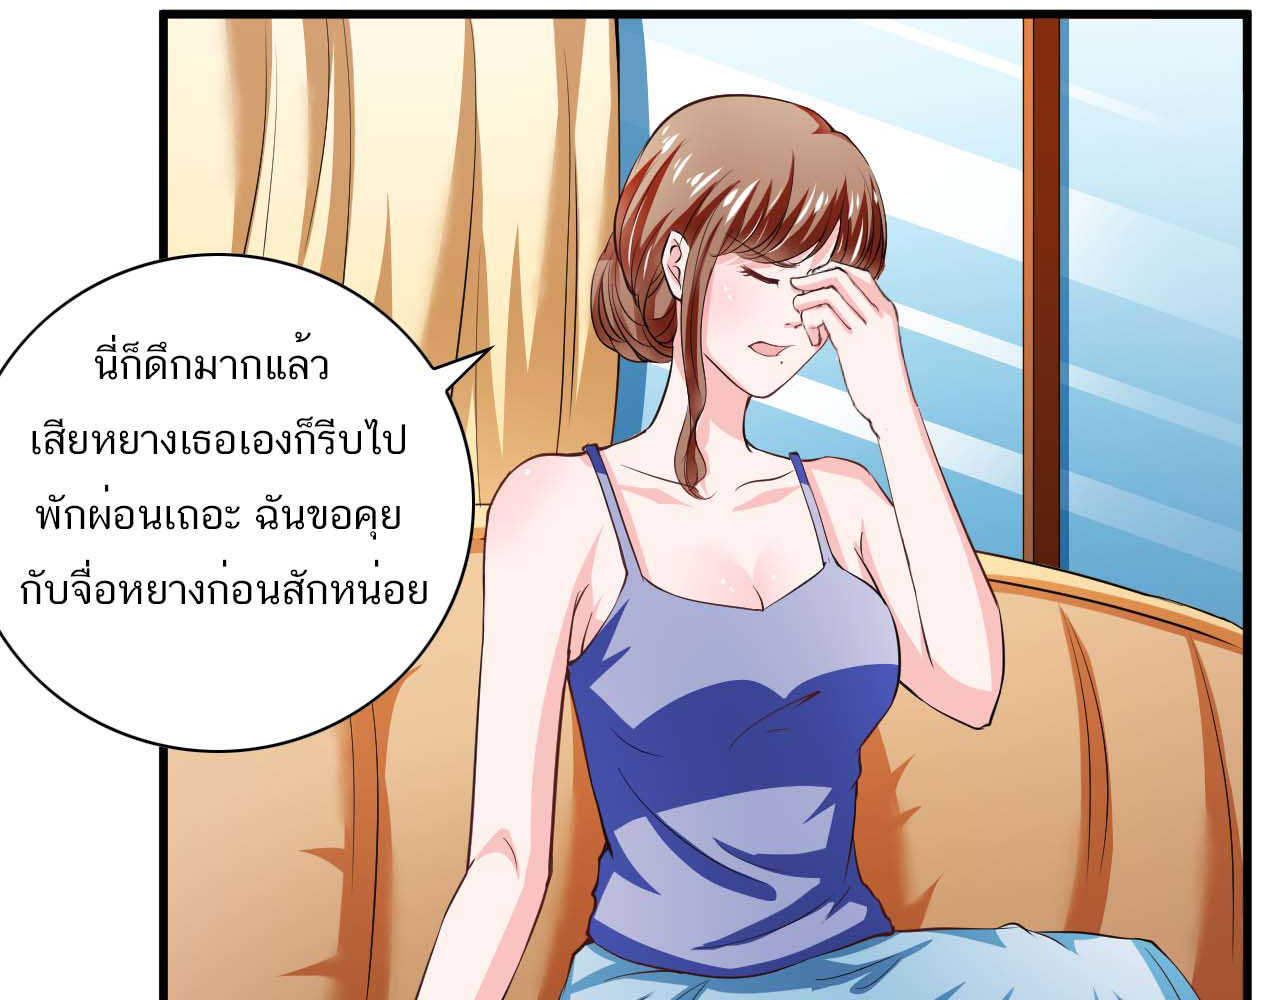 นี่ก็ดึกมากแล้ว
เสียหยางเธอเองก็รีบไป
พักผ่อนเถอะ ฉันขอคุย
กับจื่อหยางก่อนสักหน่อย